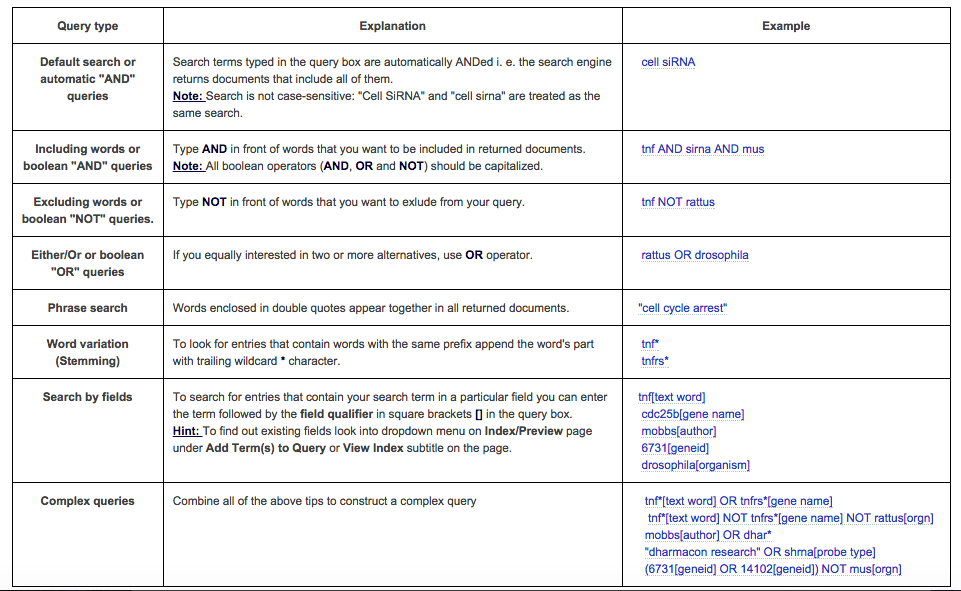 Query type
Explanation
Example
Default search or
automatic "AND"
queries
Search terms typed in the query box are automatically ANDed i. e. the search engine
returns documents that include all of them.
Note: Search is not case-sensitive: "Cell SiRNA" and "cell sirna" are treated as the
same search.
cell siRNA
Including words or
boolean "AND" queries
Type AND in front of words that you want to be included in returned documents.
Note: All boolean operators (AND, OR and NOT) should be capitalized.
tnf AND sirna AND mus
Excluding words or
boolean "NOT" queries.
Type NOT in front of words that you want to exlude from your query.
tnf NOT rattus
Either/Or or boolean
"OR" queries
If you equally interested in two or more alternatives, use OR operator.
rattus OR drosophila
Phrase search
Words enclosed in double quotes appear together in all returned documents.
"cell cycle arrest"
Word variation
(Stemming)
To look for entries that contain words with the same prefix append the word's part
with trailing wildcard * character.
tnf*
tnfrs*
Search by fields
To search for entries that contain your search term in a particular field you can enter
the term followed by the field qualifier in square brackets [] in the query box.
Hint: To find out existing fields look into dropdown menu on Index/Preview page
under Add Term(s) to Query or View Index subtitle on the page.
tnf[text word]
cdc25b[gene name]
mobbs[author]
6731[geneid]
drosophila[organism]
Complex queries
Combine all of the above tips to construct a complex query
tnf*[text word] OR tnfrs*[gene name]
tnf*[text word] NOT tnfrs*[gene name] NOT rattus[orgn]
mobbs[author] OR dhar*
"dharmacon research" OR shrna[probe type]
(6731[geneid] OR 14102[geneid]) NOT mus[orgn]